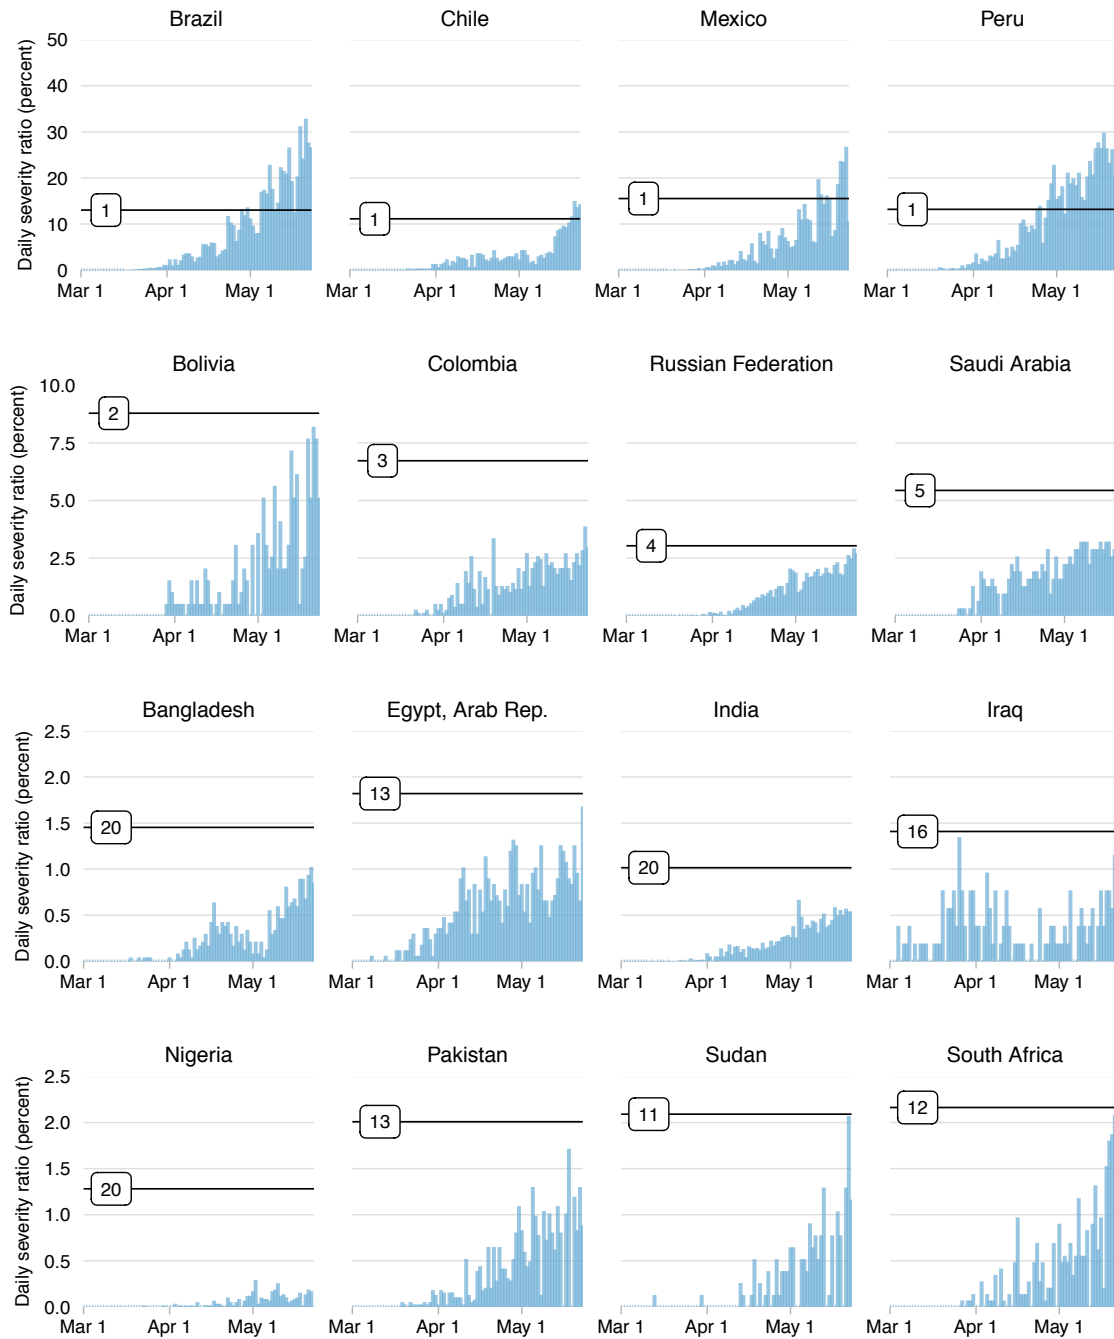 Brazil Chile Mexico Peru
Daily severity ratio (percent)
50
40
30
20
10
0
1 1 1 1
Mar 1 Apr 1 May 1 Mar 1 Apr 1 May 1 Mar 1 Apr 1 May 1 Mar 1 Apr 1 May 1
Bolivia Colombia Russian Federation Saudi Arabia
Daily severity ratio (percent)
10.0
7.5
5.0
2.5
0.0
2 3 4 5
Mar 1 Apr 1 May 1 Mar 1 Apr 1 May 1 Mar 1 Apr 1 May 1 Mar 1 Apr 1 May 1
Bangladesh Egypt, Arab Rep. India Iraq
Daily severity ratio (percent)
2.5
2.0
1.5
1.0
0.5
0.0
20 13 20 16
Mar 1 Apr 1 May 1 Mar 1 Apr 1 May 1 Mar 1 Apr 1 May 1 Mar 1 Apr 1 May 1
Nigeria Pakistan Sudan South Africa
Daily severity ratio (percent)
2.5
2.0
1.5
1.0
0.5
0.0
20 13 11 12
Mar 1 Apr 1 May 1 Mar 1 Apr 1 May 1 Mar 1 Apr 1 May 1 Mar 1 Apr 1 May 1